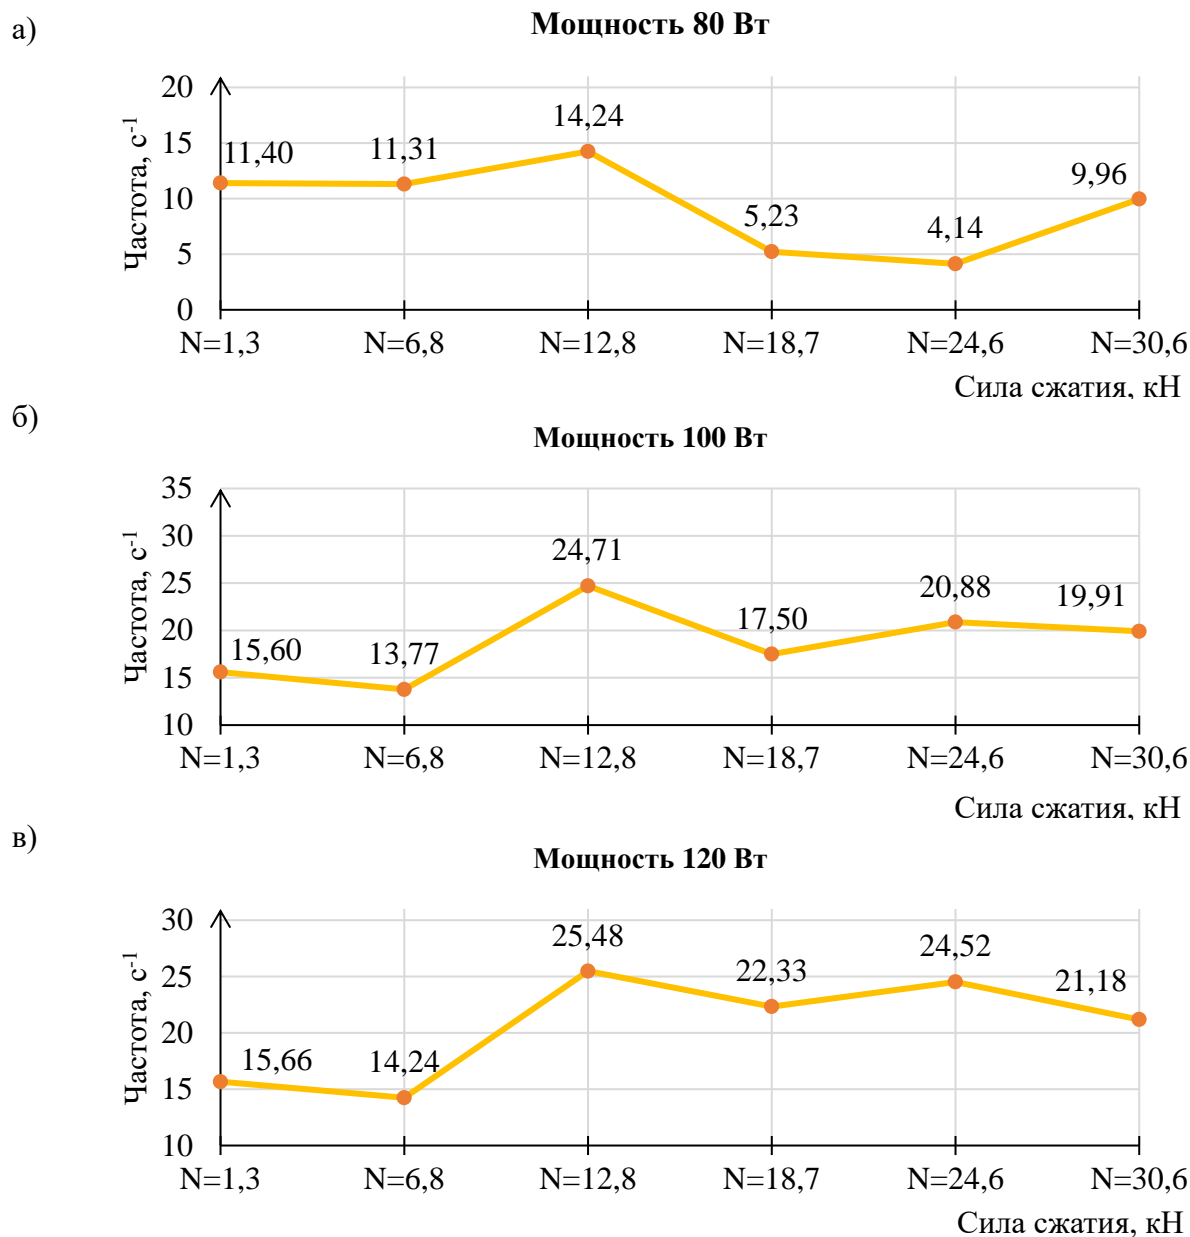 а)
Мощность 80 Вт
Частота, с-1
20
15
10
5
0
11,40
11,31
14,24
5,23
4,14
9,96
N=1,3 N=6,8 N=12,8 N=18,7 N=24,6 N=30,6
Сила сжатия, кН
б)
Мощность 100 Вт
Частота, с-1
35
30
25
20
15
10
15,60
13,77
24,71
17,50
20,88
19,91
N=1,3 N=6,8 N=12,8 N=18,7 N=24,6 N=30,6
Сила сжатия, кН
в)
Мощность 120 Вт
Частота, с-1
30
25
20
15
10
15,66
14,24
25,48
22,33
24,52
21,18
N=1,3 N=6,8 N=12,8 N=18,7 N=24,6 N=30,6
Сила сжатия, кН